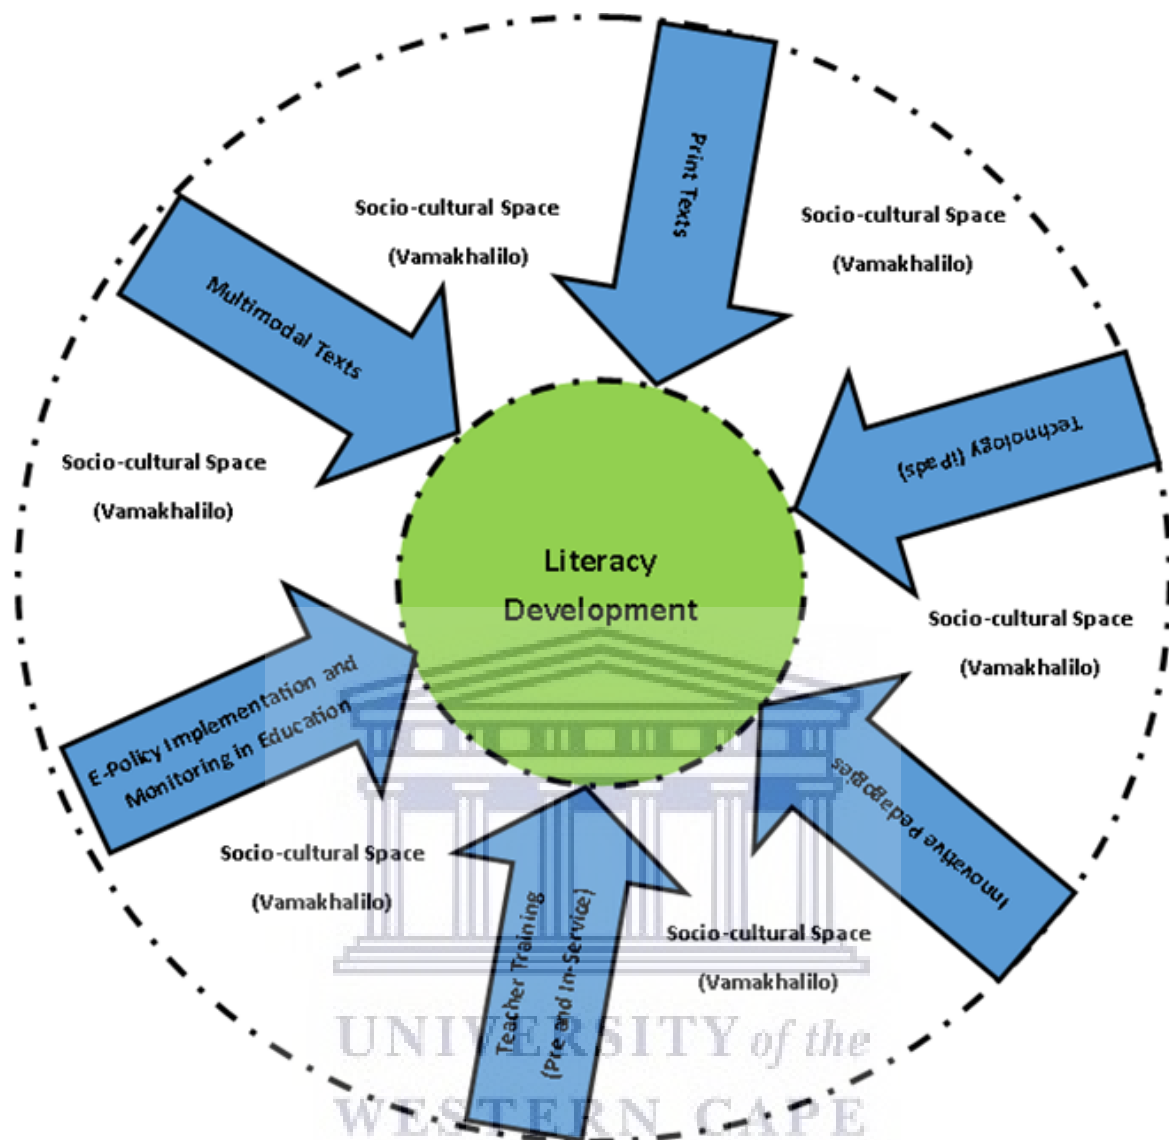 Print Texts
Socio-cultural Space
(Vamakhalilo)
Socio-cultural Space
(Vamakhalilo)
Multimodal Texts
Technology (iPads)
Socio-cultural Space
(Vamakhalilo)
Literacy
Development
Socio-cultural Space
(Vamakhalilo)
E-Policy Implementation and
Monitoring in Education
Innovative Pedagogies
Socio-cultural Space
(Vamakhalilo)
Teacher Training
(Pre and In-Service)
Socio-cultural Space
(Vamakhalilo)
UNIVERSITY of the
WESTERN CAPE